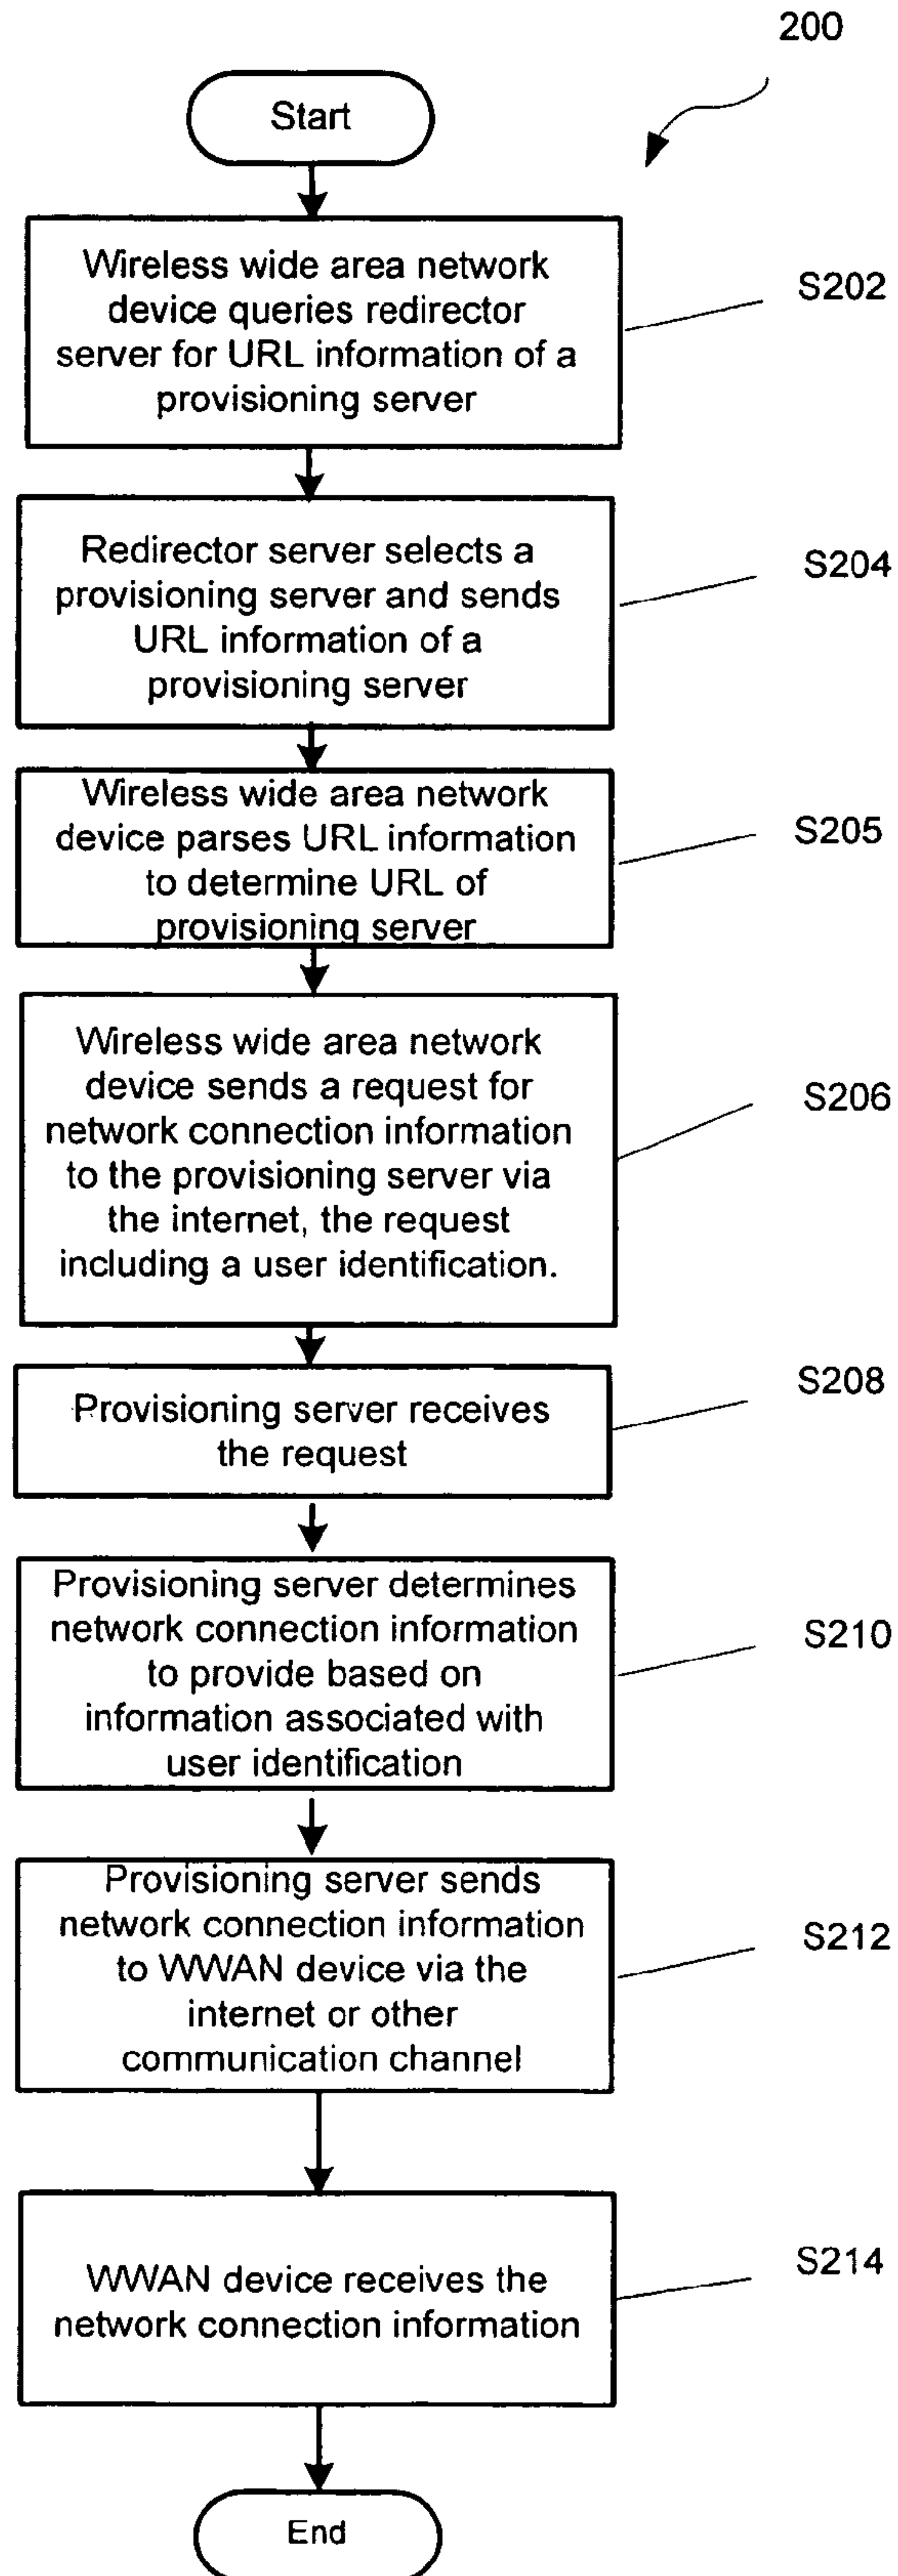 200
Start
Wireless wide area network
device queries redirector
server for URL information of a
provisioning server
S202
Redirector server selects a
provisioning server and sends
URL information of a
provisioning server
S204
Wireless wide area network
device parses URL information
to determine URL of
provisioning server
S205
Wireless wide area network
device sends a request for
network connection information
to the provisioning server via
the internet, the request
including a user identification.
S206
Provisioning server receives
the request
S208
Provisioning server determines
network connection information
to provide based on
information associated with
user identification
S210
Provisioning server sends
network connection information
to WWAN device via the
internet or other
communication channel
S212
WWAN device receives the
network connection information
S214
End